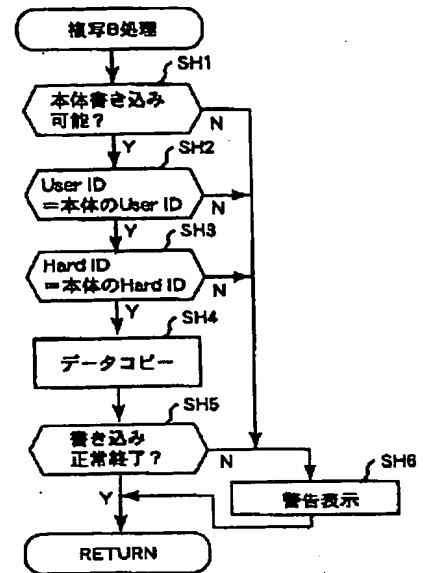 複写B処理
SH1
本体書き込み
可能？
N
Y
SH2
User ID
＝本体のUser ID
N
Y
SH3
Hard ID
＝本体のHard ID
N
Y
SH4
データコピー
SH5
書き込み
正常終了？
N
Y
SH6
警告表示
RETURN